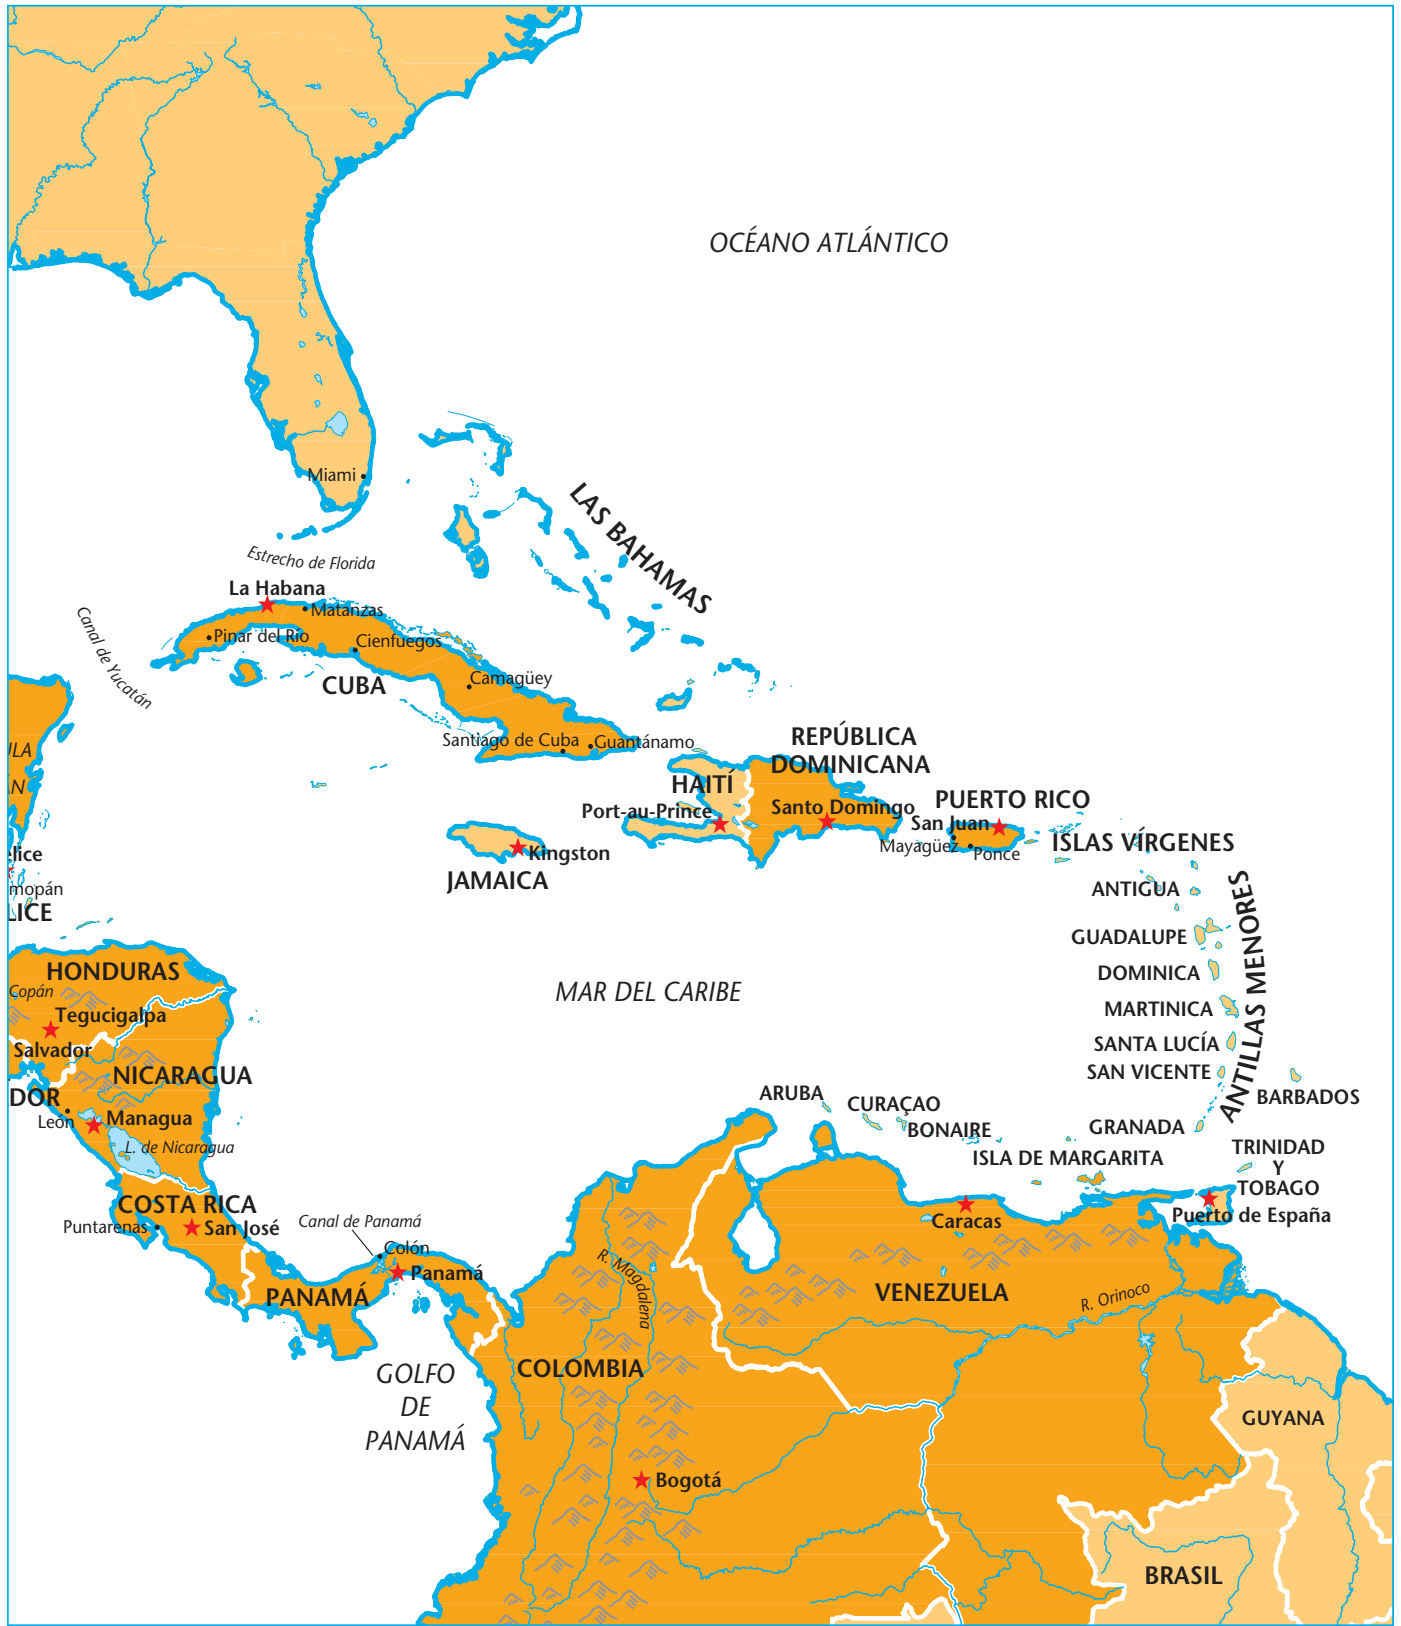 OCÉANO ATLÁNTICO
Miami
LAS BAHAMAS
Estrecho de Florida
La Habana
Matanzas
Canal de Yucatán
Pinar del Río
Cienfuegos
Camagüey
CUBA
Santiago de Cuba
Guantánamo
REPÚBLICA
DOMINICANA
ULA
N
HAITÍ
PUERTO RICO
Port-au-Prince
Santo Domingo
San Juan
Mayagüez
Ponce
ISLAS VÍRGENES
Kingston
JAMAICA
elice
mopán
LICE
ANTIGUA
ANTILLAS MENORES
GUADALUPE
HONDURAS
DOMINICA
Copán
MAR DEL CARIBE
Tegucigalpa
MARTINICA
Salvador
SANTA LUCÍA
NICARAGUA
SAN VICENTE
DOR
ARUBA
CURAÇAO
BARBADOS
León
Managua
BONAIRE
GRANADA
L. de Nicaragua
ISLA DE MARGARITA
TRINIDAD
Y
TOBAGO
COSTA RICA
Puntarenas
San José
Canal de Panamá
Caracas
Puerto de España
Colón
Panamá
R. Magdalena
PANAMÁ
VENEZUELA
R. Orinoco
GOLFO
DE
PANAMÁ
COLOMBIA
GUYANA
Bogotá
BRASIL